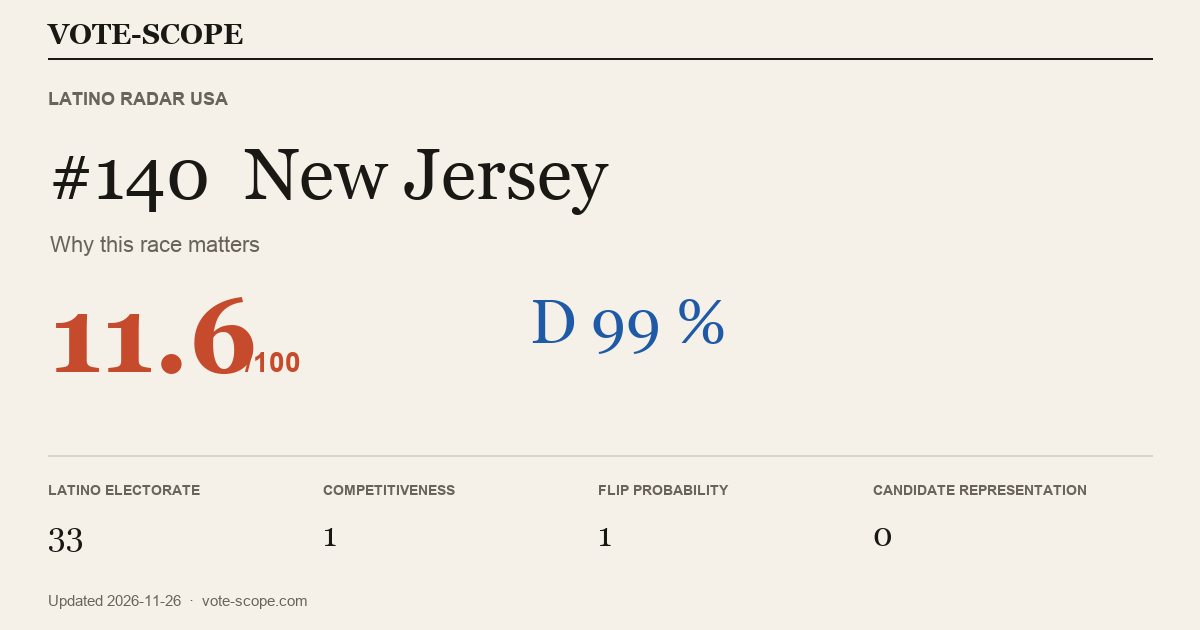 VOTE-SCOPE
LATINO RADAR USA
#140 New Jersey
Why this race matters
11.6/100
D 99 %
LATINO ELECTORATE
COMPETITIVENESS
FLIP PROBABILITY
CANDIDATE REPRESENTATION
33
1
1
0
Updated 2026-11-26 · vote-scope.com